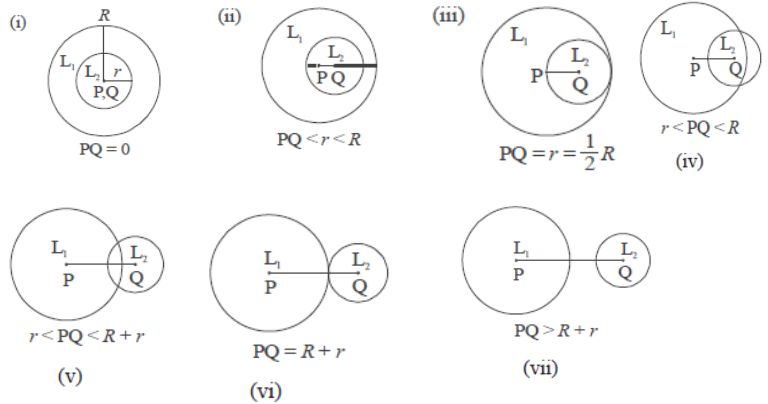 (i)
R
L₁
L₂ r
P,Q
PQ = 0
(ii)
L₁
L₂
P Q
PQ < r < R
(iii)
L₁
L₂
P
Q
PQ = r = 1/2 R
L₁
L₂
P
Q
r < PQ < R
(iv)
L₁
L₂
P
Q
r < PQ < R + r
(v)
L₁
L₂
P
Q
PQ = R + r
(vi)
L₁
L₂
P
Q
PQ > R + r
(vii)